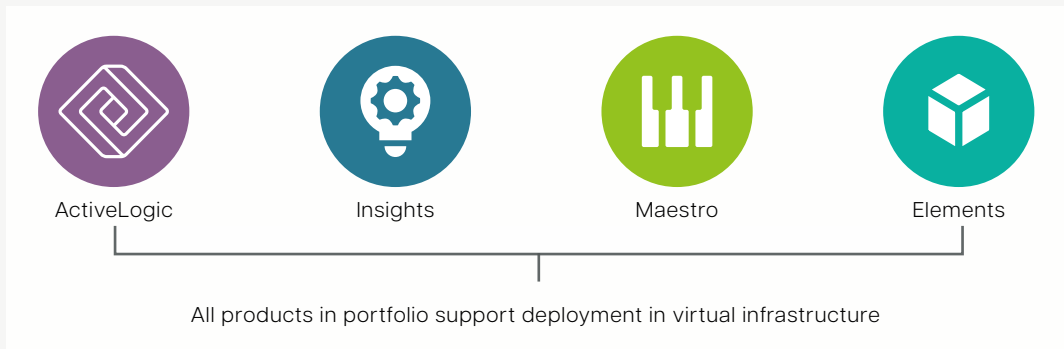 ActiveLogic
Insights
Maestro
Elements
All products in portfolio support deployment in virtual infrastructure